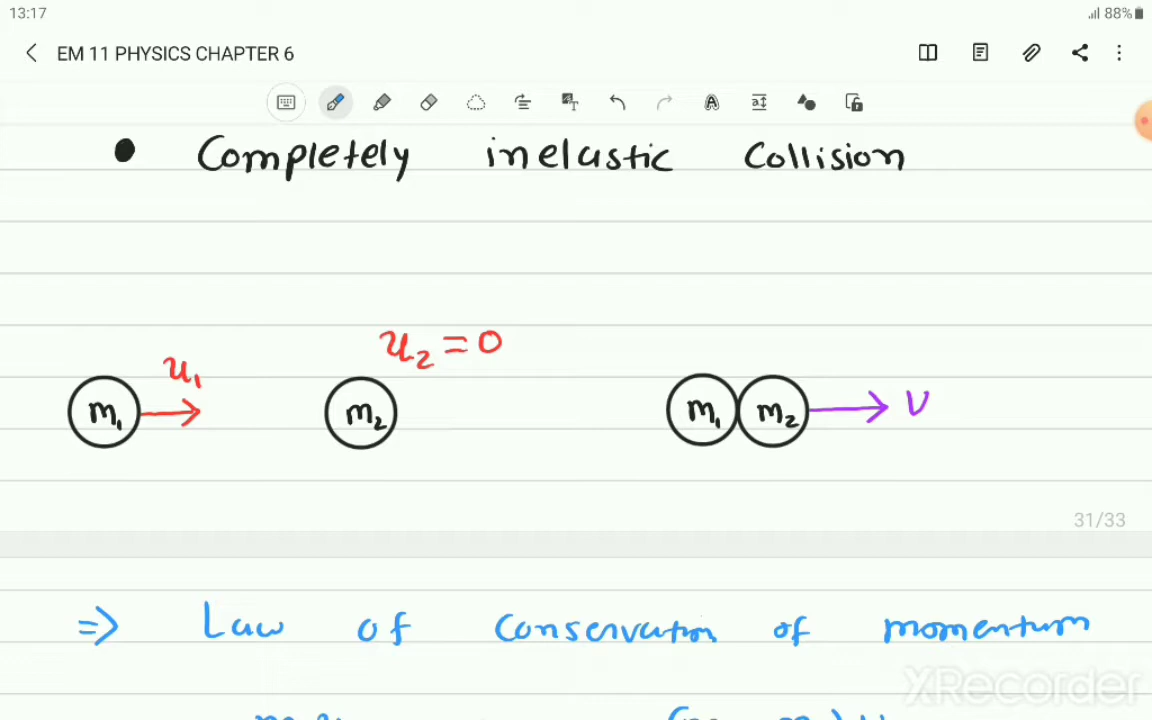 13:17
88%
EM 11 PHYSICS CHAPTER 6
• Completely inelastic Collision
u₂ = 0
u₁
m₁ m₂ m₁ m₂ v
31/33
⇒ Law of conservation of momentum
XRecorder